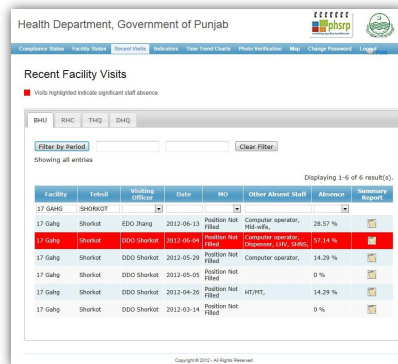 Health Department, Government of Punjab
phsrp
Compliance Status Facility Status Recent Visits Indicators Time Trend Charts Photo Verification Map Change Password Logout
Recent Facility Visits
Visits highlighted indicate significant staff absence.
BHU RHC THQ DHQ
Filter by Period Clear Filter
Showing all entries
Displaying 1-6 of 6 result(s).
Facility Tehsil Visiting Officer Date MO Other Absent Staff Absence Summary Report
17 GAHG SHORKOT
17 Gahg Shorkot EDO Jhang 2012-06-13 Position Not Filled Computer operator, Mid-wife, 28.57 %
17 Gahg Shorkot DDO Shorkot 2012-06-04 Position Not Filled Computer operator, Dispenser, LHV, SHNS, 57.14 %
17 Gahg Shorkot DDO Shorkot 2012-05-29 Position Not Filled Computer operator, 14.29 %
17 Gahg Shorkot DDO Shorkot 2012-05-05 Position Not Filled 0 %
17 Gahg Shorkot DDO Shorkot 2012-04-26 Position Not Filled HT/MT, 14.29 %
17 Gahg Shorkot DDO Shorkot 2012-03-14 Position Not Filled 0 %
Copyright © 2012 - All Rights Reserved